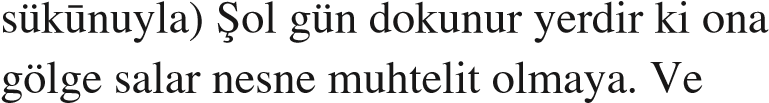 sükūnuyla) Şol gün dokunur yerdir ki ona
gölge salar nesne muhtelit olmaya. Ve